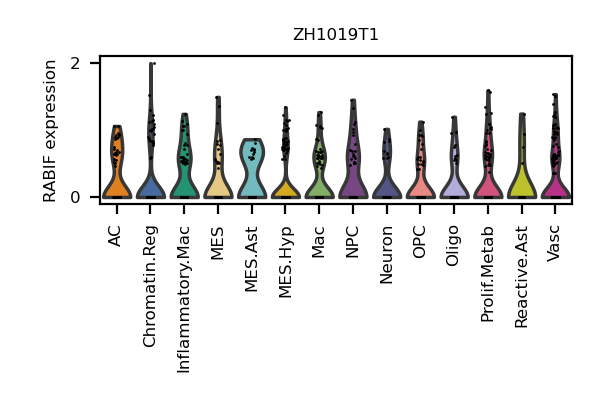 ZH1019T1
RABIF expression
2
0
AC
Chromatin.Reg
Inflammatory.Mac
MES
MES.Ast
MES.Hyp
Mac
NPC
Neuron
OPC
Oligo
Prolif.Metab
Reactive.Ast
Vasc